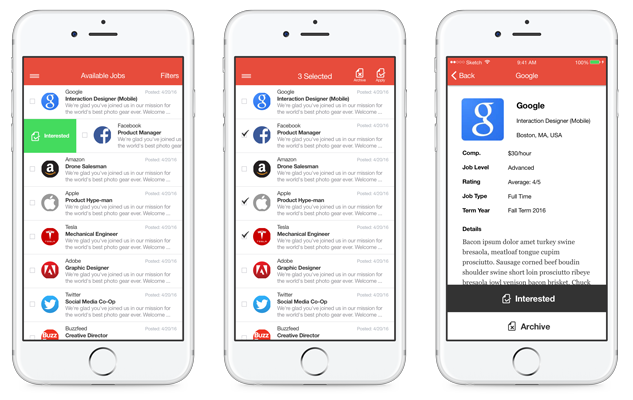 Available Jobs
Filters
Google
Posted: 4/20/16
Interaction Designer (Mobile)
We're glad you've joined us in our mission for
the world's best photo gear ever. Welcome ...
Interested
Facebook
Product Manager
We're glad you've joined us
the world's best photo gear
Amazon
Posted: 4/20/16
Drone Salesman
We're glad you've joined us in our mission for
the world's best photo gear ever. Welcome ...
Apple
Posted: 4/20/16
Product Hype-man
We're glad you've joined us in our mission for
the world's best photo gear ever. Welcome ...
Tesla
Posted: 4/20/16
Mechanical Engineer
We're glad you've joined us in our mission for
the world's best photo gear ever. Welcome ...
Adobe
Posted: 4/20/16
Graphic Designer
We're glad you've joined us in our mission for
the world's best photo gear ever. Welcome ...
Twitter
Posted: 4/20/16
Social Media Co-Op
We're glad you've joined us in our mission for
the world's best photo gear ever. Welcome ...
Buzz
Buzzfeed
Posted: 4/20/16
Creative Director
3 Selected
Archive
Apply
Google
Posted: 4/20/16
Interaction Designer (Mobile)
We're glad you've joined us in our mission for
the world's best photo gear ever. Welcome ...
Facebook
Posted: 4/20/16
Product Manager
We're glad you've joined us in our mission for
the world's best photo gear ever. Welcome ...
Amazon
Posted: 4/20/16
Drone Salesman
We're glad you've joined us in our mission for
the world's best photo gear ever. Welcome ...
Apple
Posted: 4/20/16
Product Hype-man
We're glad you've joined us in our mission for
the world's best photo gear ever. Welcome ...
Tesla
Posted: 4/20/16
Mechanical Engineer
We're glad you've joined us in our mission for
the world's best photo gear ever. Welcome ...
Adobe
Posted: 4/20/16
Graphic Designer
We're glad you've joined us in our mission for
the world's best photo gear ever. Welcome ...
Twitter
Posted: 4/20/16
Social Media Co-Op
We're glad you've joined us in our mission for
the world's best photo gear ever. Welcome ...
Buzz
Buzzfeed
Posted: 4/20/16
Creative Director
Sketch
9:41 AM
100%
Back
Google
Google
Interaction Designer (Mobile)
Boston, MA, USA
Comp. $30/hour
Job Level Advanced
Rating Average: 4/5
Job Type Full Time
Term Year Fall Term 2016
Details
Bacon ipsum dolor amet turkey swine
bresaola, meatloaf tongue cupim
prosciutto. Sausage corned beef boudin
shoulder swine short loin prosciutto ribeye
bresaola jowl venison bacon brisket. Chuck
Interested
Archive